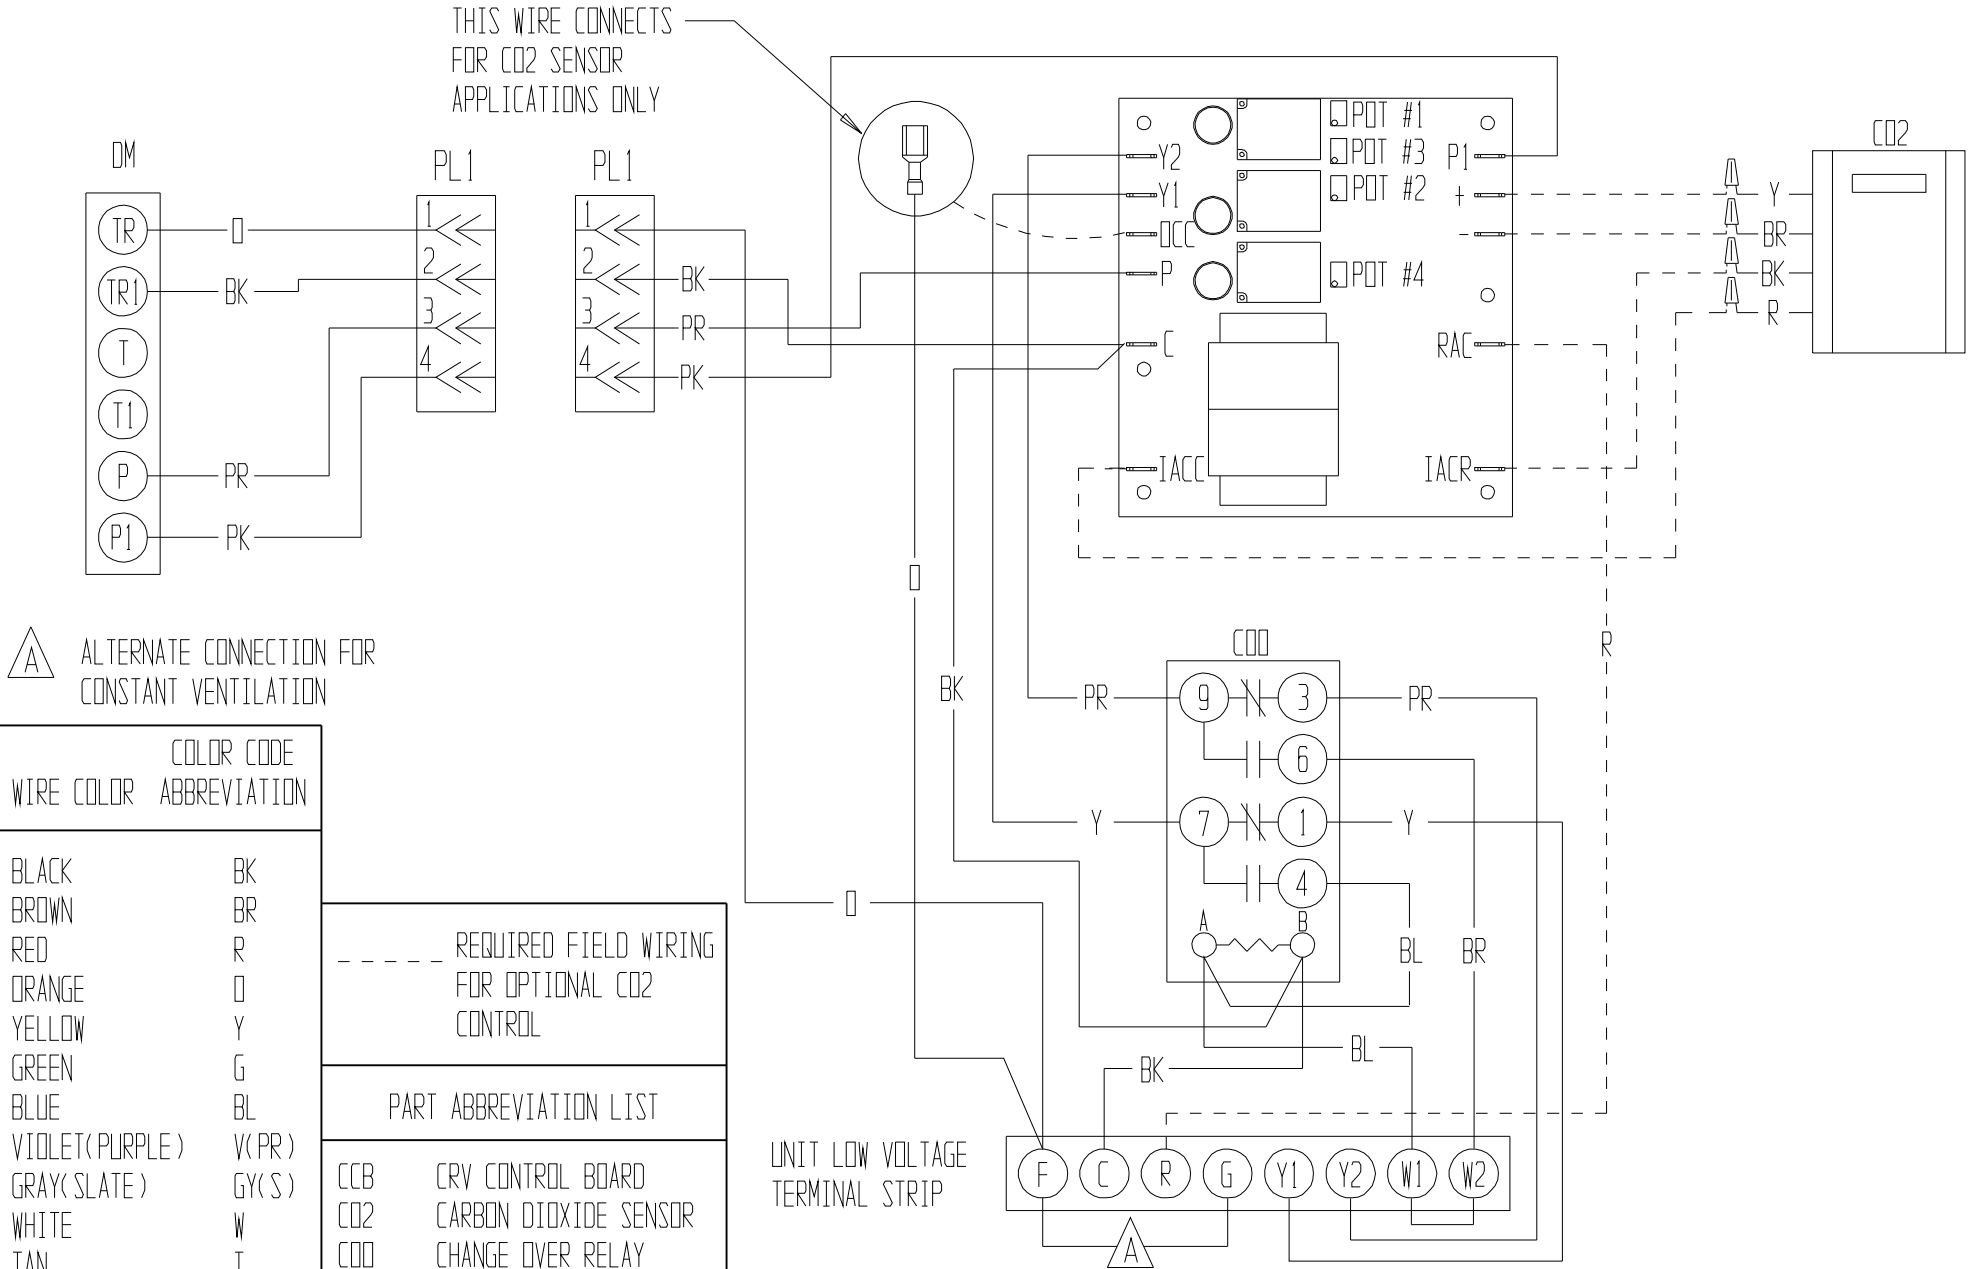 THIS WIRE CONNECTS
FOR CO2 SENSOR
APPLICATIONS ONLY
DM
TR
TR1
T
T1
P
P1
O
BK
PR
PK
PL1
1
2
3
4
PL1
1
2
3
4
BK
PR
PK
Y2
Y1
OCC
P
C
IACC
POT #1
POT #3
POT #2
POT #4
P1
+
-
RAC
IACR
CO2
Y
BR
BK
R
O
R
A
ALTERNATE CONNECTION FOR
CONSTANT VENTILATION
COO
BK
PR
9
3
PR
6
Y
7
1
Y
4
A
B
BL
BR
O
BL
BK
COLOR CODE
WIRE COLOR ABBREVIATION
BLACK BK
BROWN BR
RED R
ORANGE O
YELLOW Y
GREEN G
BLUE BL
VIOLET(PURPLE) V(PR)
GRAY(SLATE) GY(S)
WHITE W
TAN T
REQUIRED FIELD WIRING
FOR OPTIONAL CO2
CONTROL
PART ABBREVIATION LIST
CCB CRV CONTROL BOARD
CO2 CARBON DIOXIDE SENSOR
COO CHANGE OVER RELAY
UNIT LOW VOLTAGE
TERMINAL STRIP
F C R G Y1 Y2 W1 W2
A